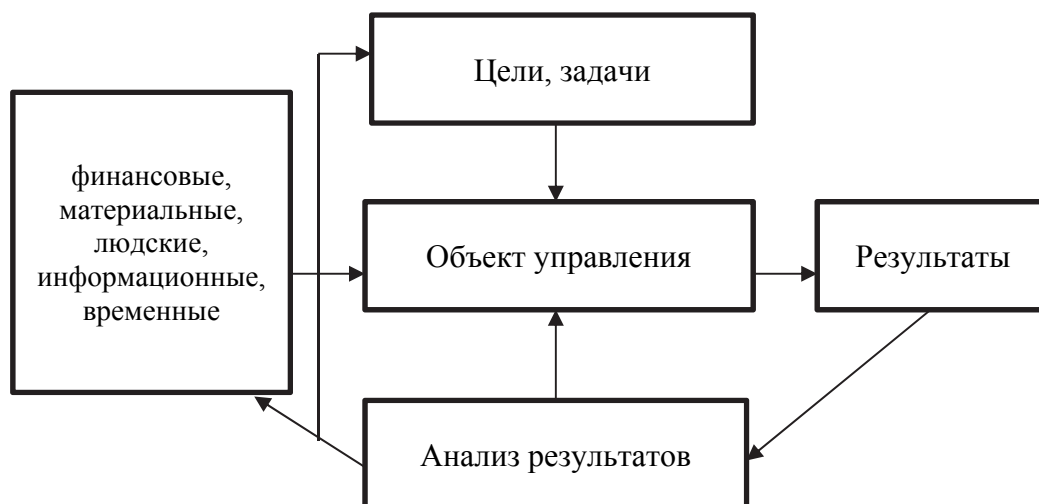 Цели, задачи
финансовые,
материальные,
людские,
информационные,
временные
Объект управления
Результаты
Анализ результатов